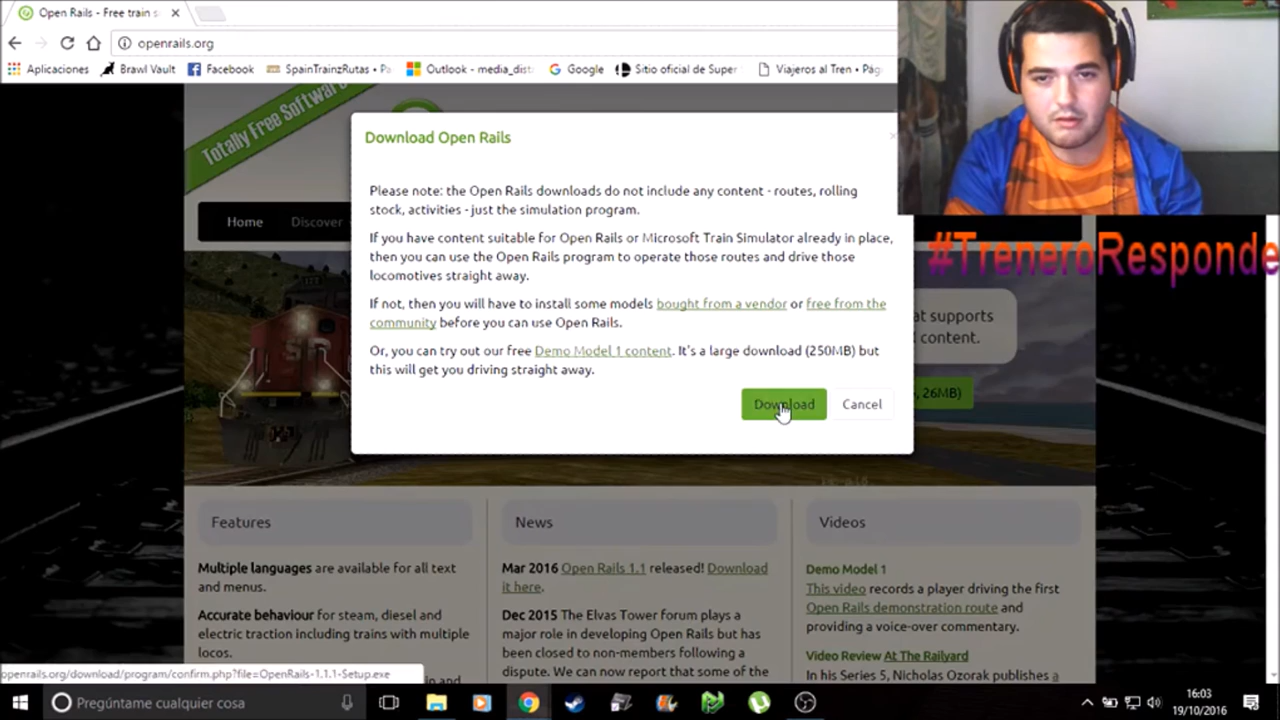 Open Rails - Free train s
openrails.org
Aplicaciones
Brawl Vault
Facebook
SpainTrainzRutas • Pa
Outlook - media_dist
Google
Sitio oficial de Super
Viajeros al Tren • Pág
Totally Free Software
Download Open Rails
Please note: the Open Rails downloads do not include any content - routes, rolling
stock, activities - just the simulation program.
Home
Discover
If you have content suitable for Open Rails or Microsoft Train Simulator already in place,
then you can use the Open Rails program to operate those routes and drive those
locomotives straight away.
#TreneroResponde
If not, then you will have to install some models bought from a vendor or free from the
community before you can use Open Rails.
at supports
content.
Or, you can try out our free Demo Model 1 content. It's a large download (250MB) but
this will get you driving straight away.
Download
Cancel
, 26MB)
Features
Multiple languages are available for all text
and menus.
Accurate behaviour for steam, diesel and
electric traction including trains with multiple
locos.
News
Mar 2016 Open Rails 1.1 released! Download
it here.
Dec 2015 The Elvas Tower forum plays a
major role in developing Open Rails but has
been closed to non-members following a
dispute. We can now report that some of the
Videos
Demo Model 1
This video records a player driving the first
Open Rails demonstration route and
providing a voice-over commentary.
Video Review At The Railyard
In his Series 5, Nicholas Ozorak publishes a
openrails.org/download/program/confirm.php?file=OpenRails-1.1.1-Setup.exe
Pregúntame cualquier cosa
16:03
19/10/2016